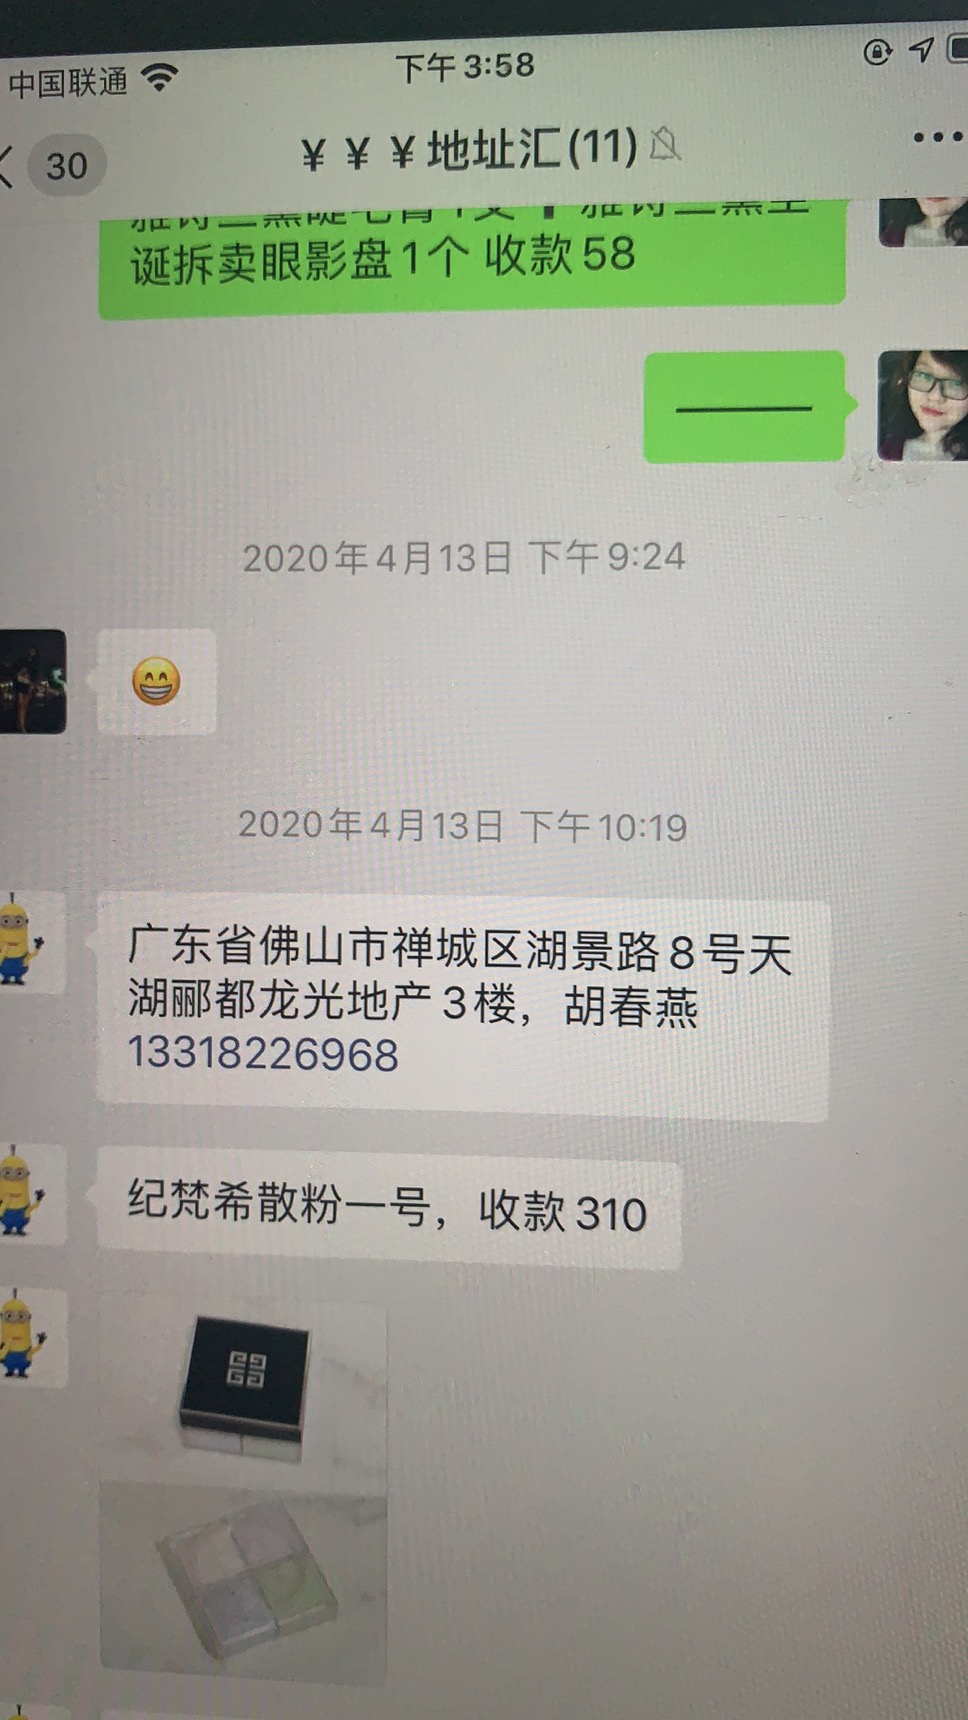 中国联通
下午3:58
30
¥ ¥ ¥地址汇(11)
诞拆卖眼影盘1个 收款58
2020年4月13日 下午9:24
2020年4月13日 下午10:19
广东省佛山市禅城区湖景路8号天
湖郦都龙光地产3楼，胡春燕
13318226968
纪梵希散粉一号，收款310